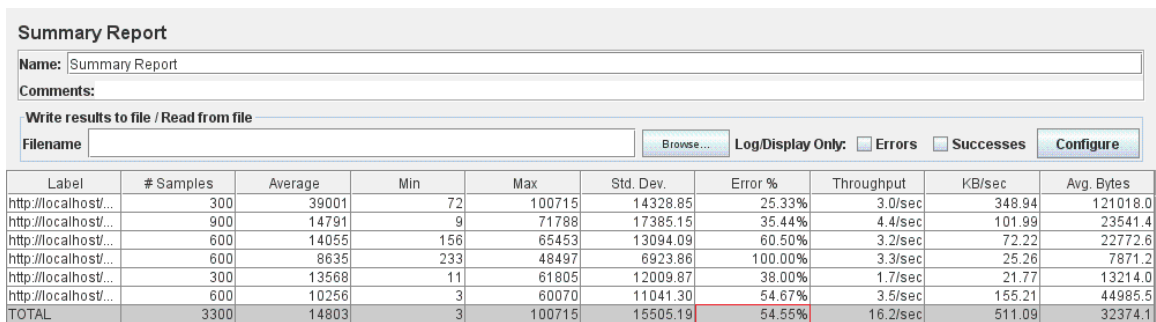 Summary Report
Name: Summary Report
Comments:
Write results to file / Read from file
Filename Browse... Log/Display Only: Errors Successes Configure
Label # Samples Average Min Max Std. Dev. Error % Throughput KB/sec Avg. Bytes
http://localhost/... 300 39001 72 100715 14328.85 25.33% 3.0/sec 348.94 121018.0
http://localhost/... 900 14791 9 71788 17385.15 35.44% 4.4/sec 101.99 23541.4
http://localhost/... 600 14055 156 65453 13094.09 60.50% 3.2/sec 72.22 22772.6
http://localhost/... 600 8635 233 48497 6923.86 100.00% 3.3/sec 25.26 7871.2
http://localhost/... 300 13568 11 61805 12009.87 38.00% 1.7/sec 21.77 13214.0
http://localhost/... 600 10256 3 60070 11041.30 54.67% 3.5/sec 155.21 44985.5
TOTAL 3300 14803 3 100715 15505.19 54.55% 16.2/sec 511.09 32374.1